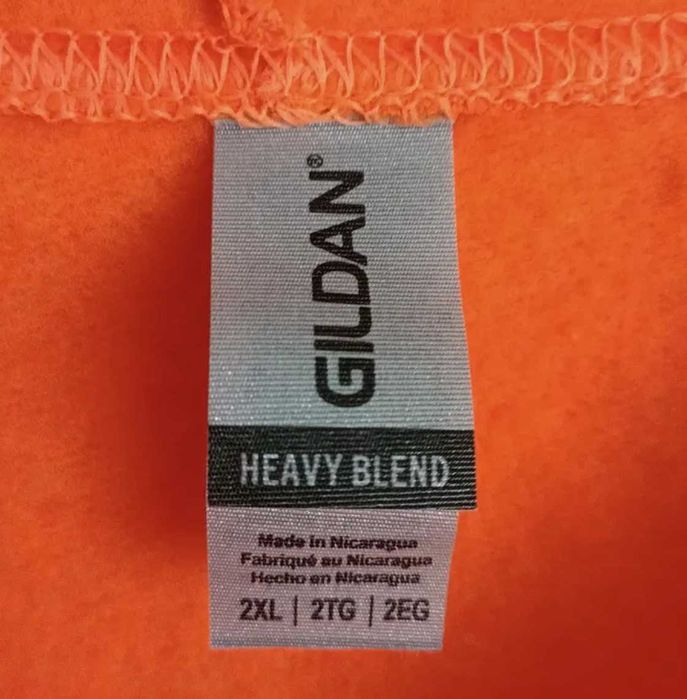 GILDAN®
HEAVY BLEND
Made in Nicaragua
Fabriqué au Nicaragua
Hecho en Nicaragua
2XL | 2TG | 2EG